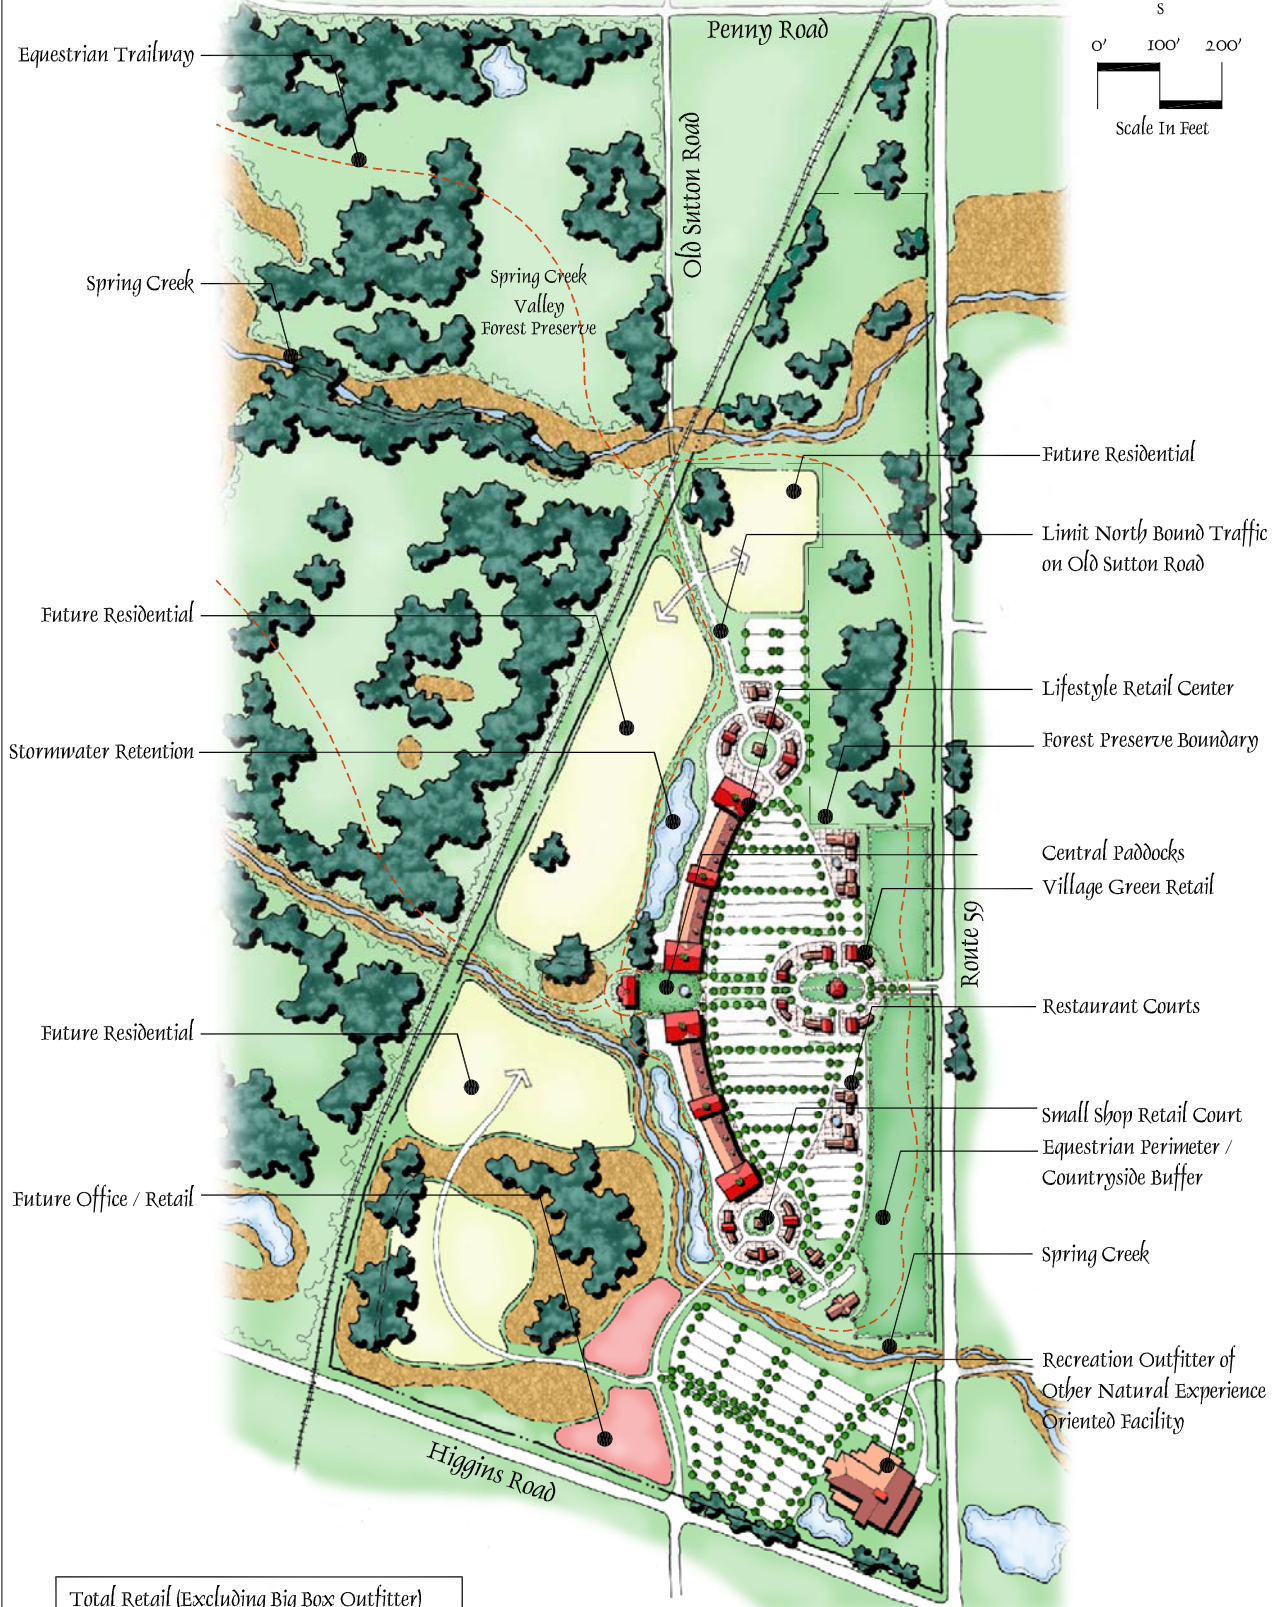 S
Penny Road
0' 100' 200'
Scale In Feet
Equestrian Trailway
Old Sutton Road
Spring Creek
Spring Creek
Valley
Forest Preserve
Future Residential
Limit North Bound Traffic
on Old Sutton Road
Future Residential
Lifestyle Retail Center
Forest Preserve Boundary
Stormwater Retention
Central Paddocks
Village Green Retail
Route 59
Restaurant Courts
Future Residential
Small Shop Retail Court
Equestrian Perimeter /
Countryside Buffer
Future Office / Retail
Spring Creek
Recreation Outfitter of
Other Natural Experience
Oriented Facility
Higgins Road
Total Retail (Excluding Big Box Outfitter)